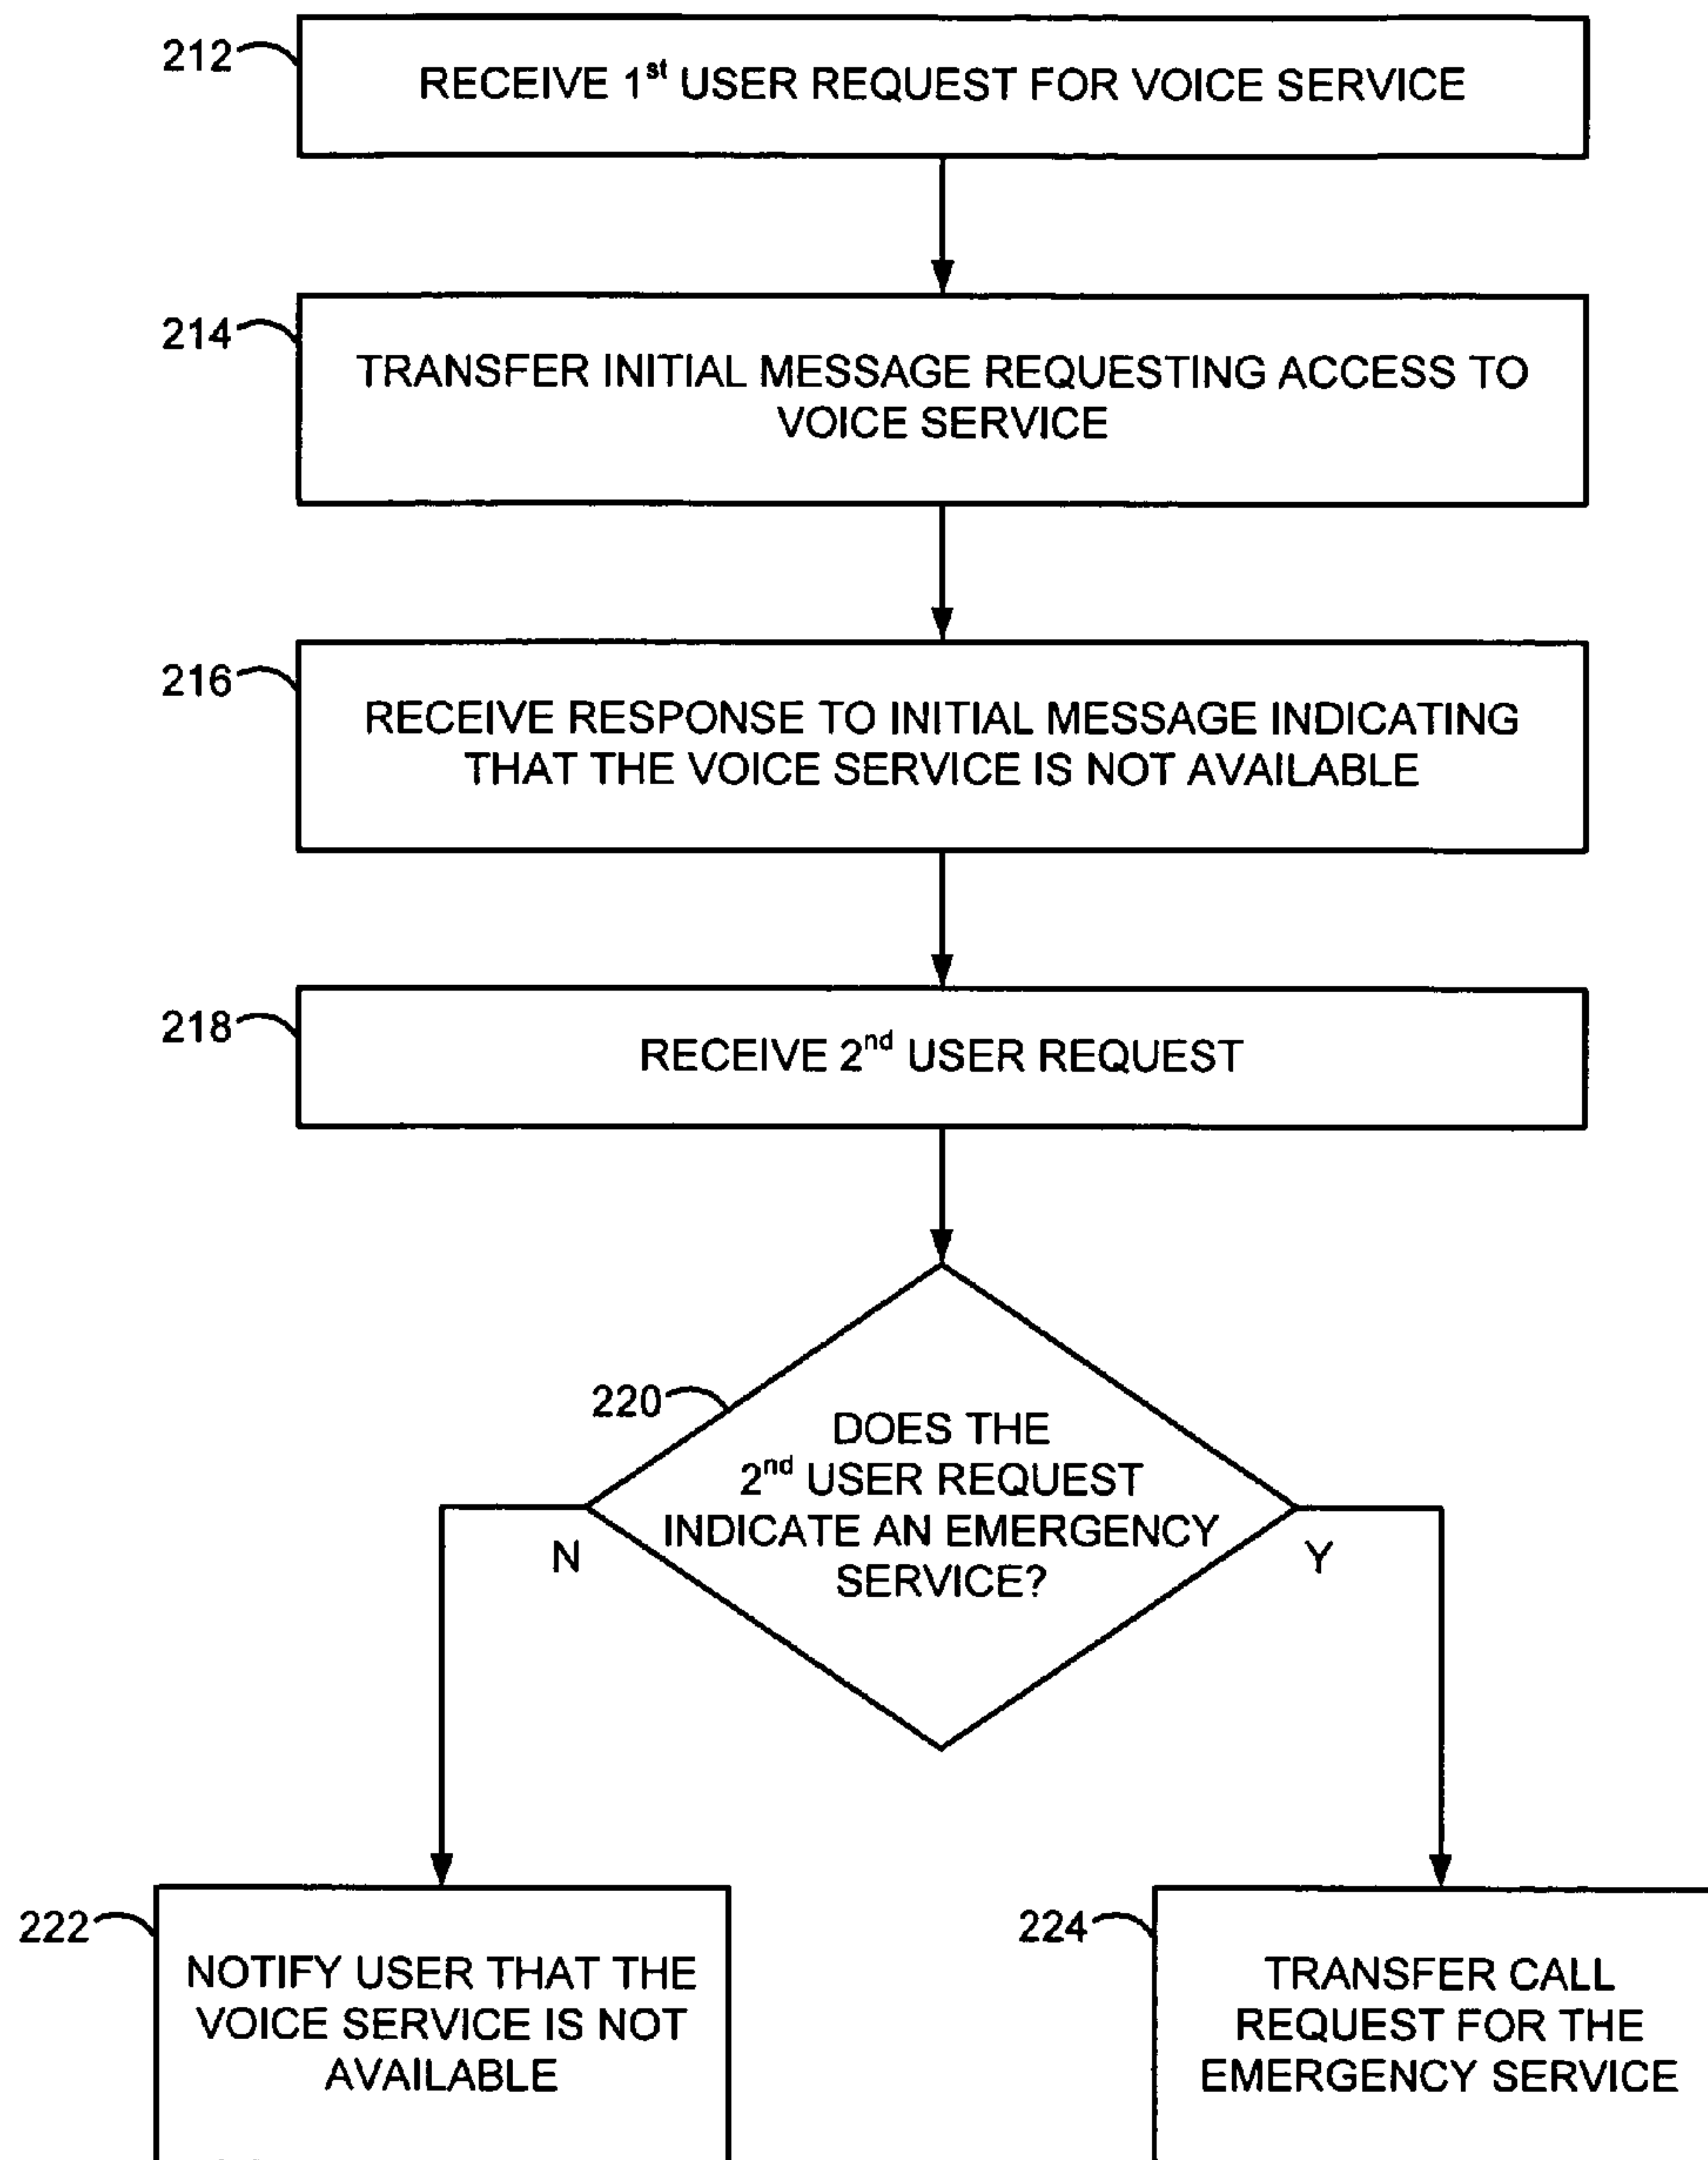 212
RECEIVE 1st USER REQUEST FOR VOICE SERVICE
214
TRANSFER INITIAL MESSAGE REQUESTING ACCESS TO
VOICE SERVICE
216
RECEIVE RESPONSE TO INITIAL MESSAGE INDICATING
THAT THE VOICE SERVICE IS NOT AVAILABLE
218
RECEIVE 2nd USER REQUEST
220
DOES THE
2nd USER REQUEST
INDICATE AN EMERGENCY
SERVICE?
N
Y
222
NOTIFY USER THAT THE
VOICE SERVICE IS NOT
AVAILABLE
224
TRANSFER CALL
REQUEST FOR THE
EMERGENCY SERVICE